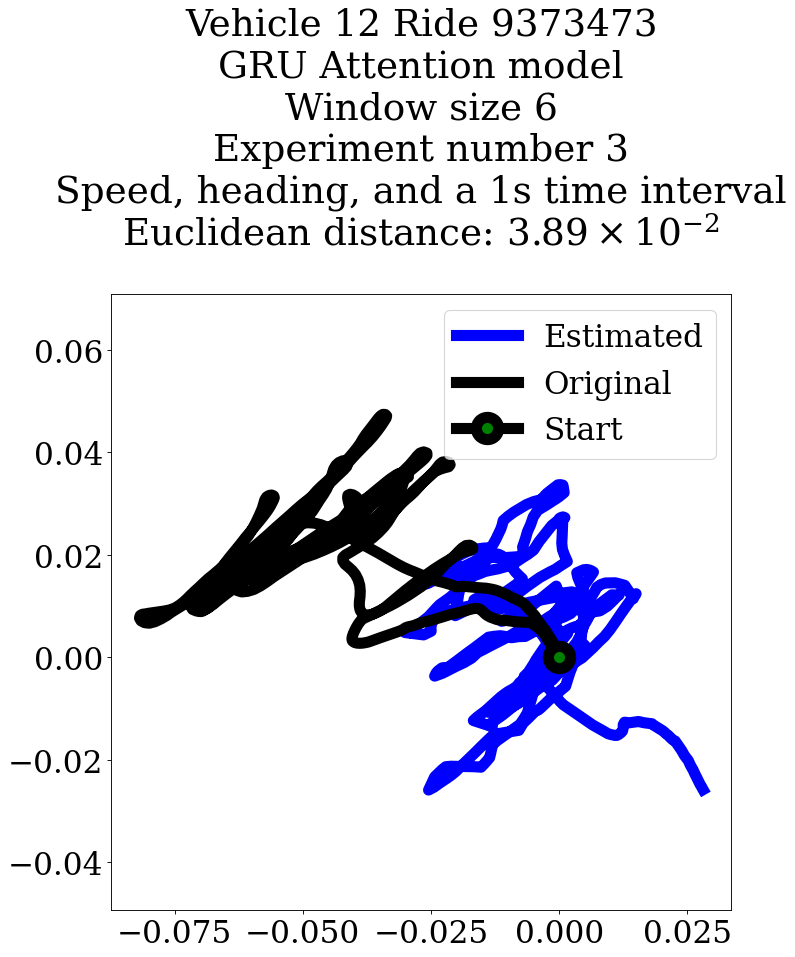 Vehicle 12 Ride 9373473
GRU Attention model
Window size 6
Experiment number 3
Speed, heading, and a 1s time interval
Euclidean distance: 3.89 × 10⁻²
Estimated
Original
Start
0.06
0.04
0.02
0.00
−0.02
−0.04
−0.075
−0.050
−0.025
0.000
0.025